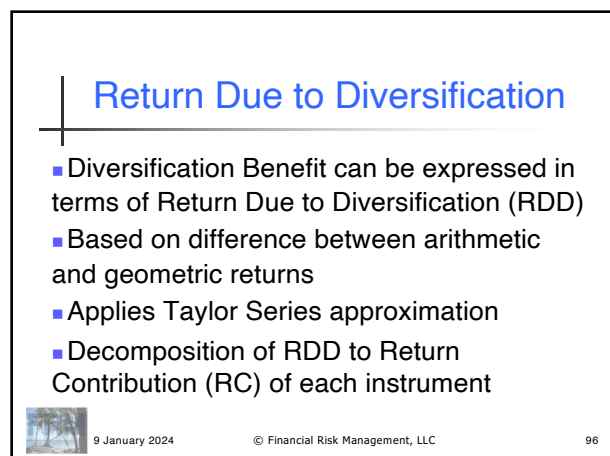 Return Due to Diversification
Diversification Benefit can be expressed in
terms of Return Due to Diversification (RDD)
Based on difference between arithmetic
and geometric returns
Applies Taylor Series approximation
Decomposition of RDD to Return
Contribution (RC) of each instrument
9 January 2024 © Financial Risk Management, LLC 96